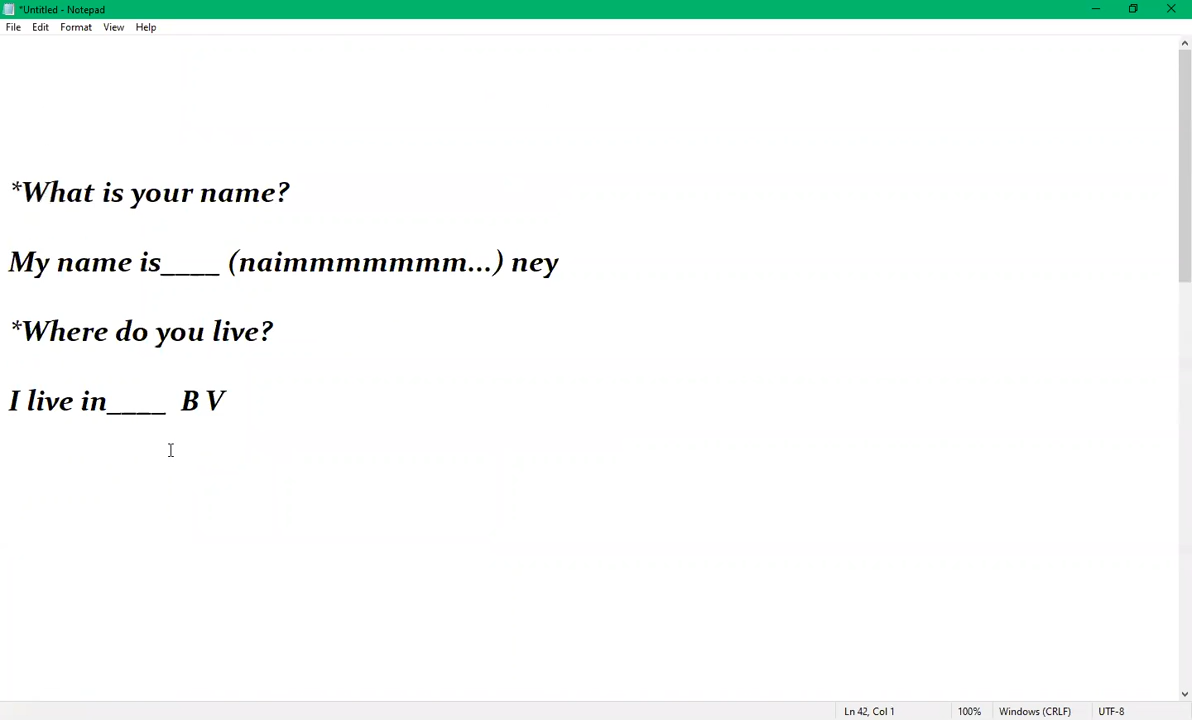 *Untitled - Notepad
File Edit Format View Help
*What is your name?
My name is____ (naimmmmmmm...) ney
*Where do you live?
I live in____  B V
Ln 42, Col 1 100% Windows (CRLF) UTF-8